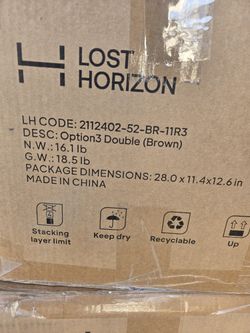 LOST
HORIZON
LH CODE: 2112402-52-BR-11R3
DESC: Option3 Double (Brown)
N.W.: 16.1 lb
G.W.: 18.5 lb
PACKAGE DIMENSIONS: 28.0 x 11.4x12.6 in
MADE IN CHINA
Stacking layer limit
Keep dry
Recyclable
Up